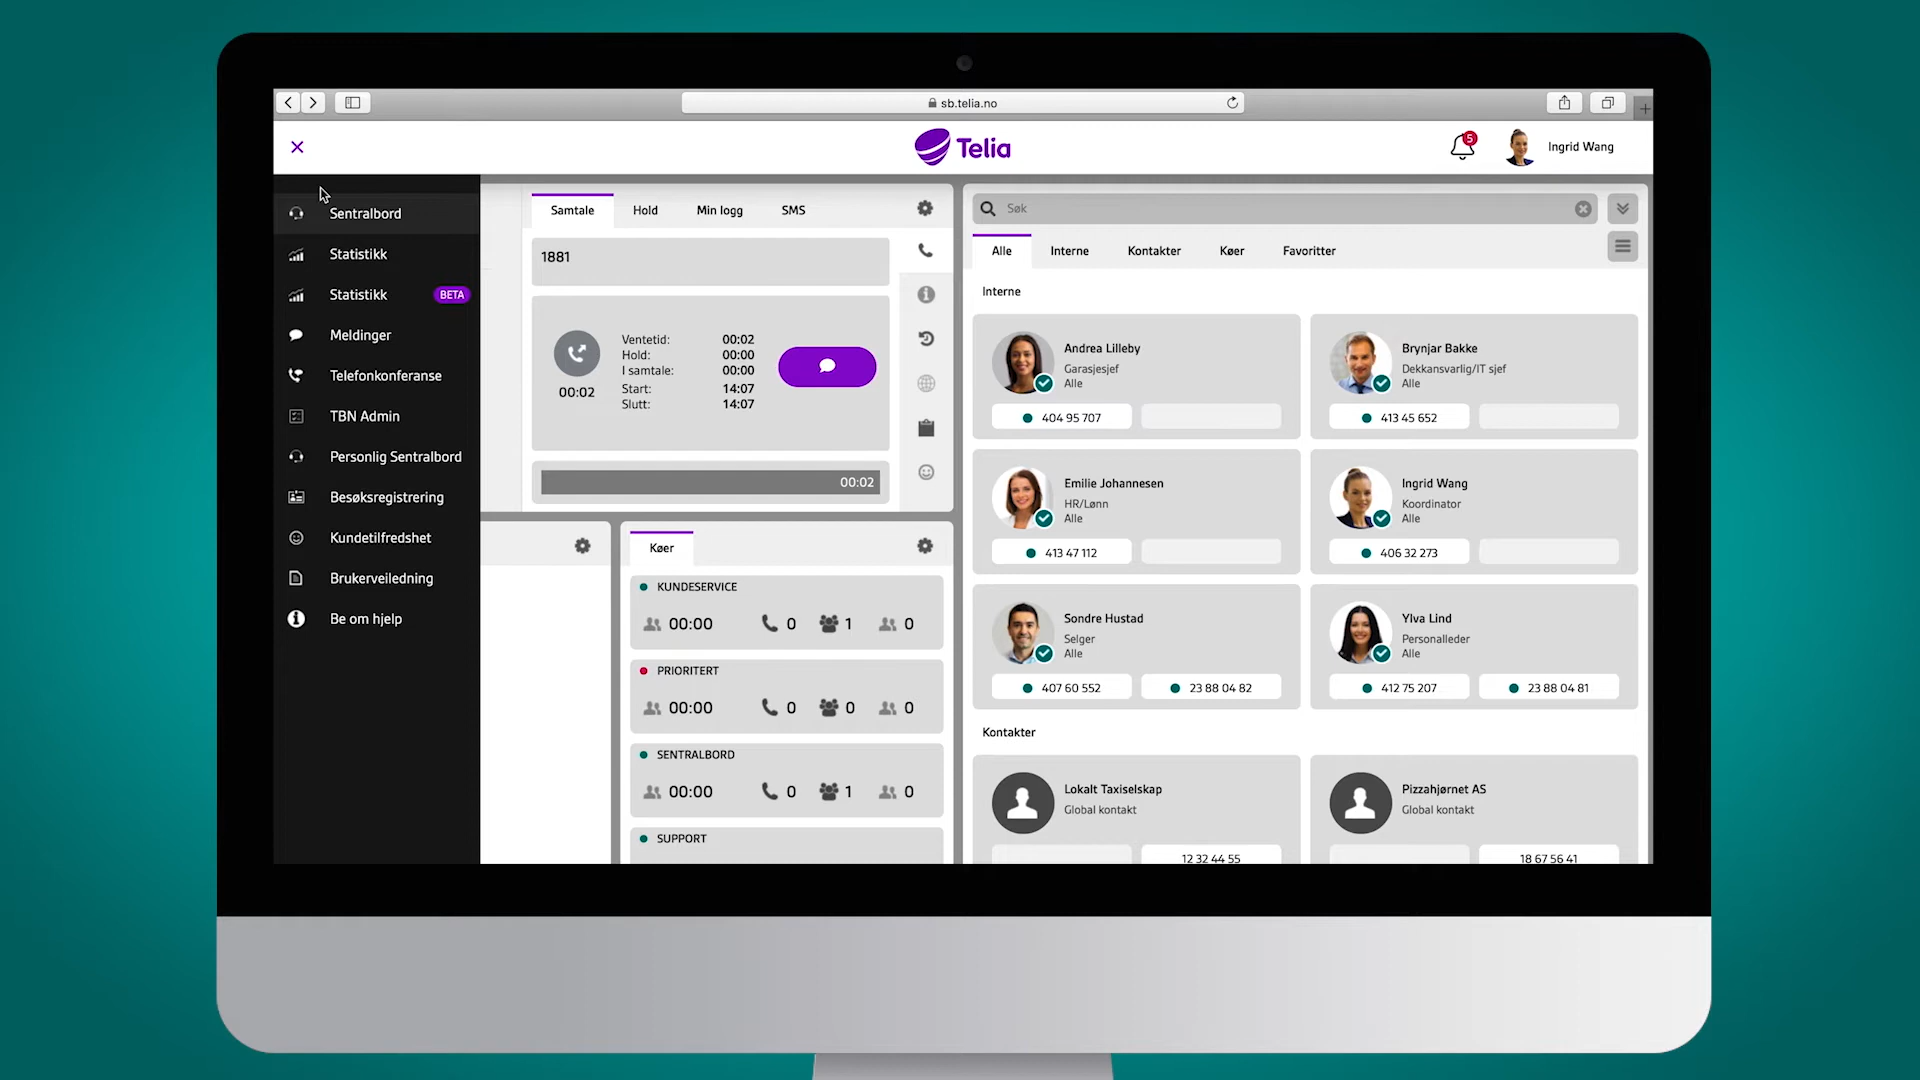 sb.telia.no
Telia
5
Ingrid Wang
Sentralbord
Statistikk
Statistikk BETA
Meldinger
Telefonkonferanse
TBN Admin
Personlig Sentralbord
Besøksregistrering
Kundetilfredshet
Brukerveiledning
Be om hjelp
Samtale Hold Min logg SMS
1881
00:02
Ventetid: 00:02
Hold: 00:00
I samtale: 00:00
Start: 14:07
Slutt: 14:07
00:02
Køer
KUNDESERVICE
00:00 0 1 0
PRIORITERT
00:00 0 0 0
SENTRALBORD
00:00 0 1 0
SUPPORT
Søk
Alle Interne Kontakter Køer Favoritter
Interne
Andrea Lilleby
Garasjesjef
Alle
404 95 707
Brynjar Bakke
Dekkansvarlig/IT sjef
Alle
413 45 652
Emilie Johannesen
HR/Lønn
Alle
413 47 112
Ingrid Wang
Koordinator
Alle
406 32 273
Sondre Hustad
Selger
Alle
407 60 552 23 88 04 82
Ylva Lind
Personalleder
Alle
412 75 207 23 88 04 81
Kontakter
Lokalt Taxiselskap
Global kontakt
12 32 44 55
Pizzahjørnet AS
Global kontakt
18 67 56 41